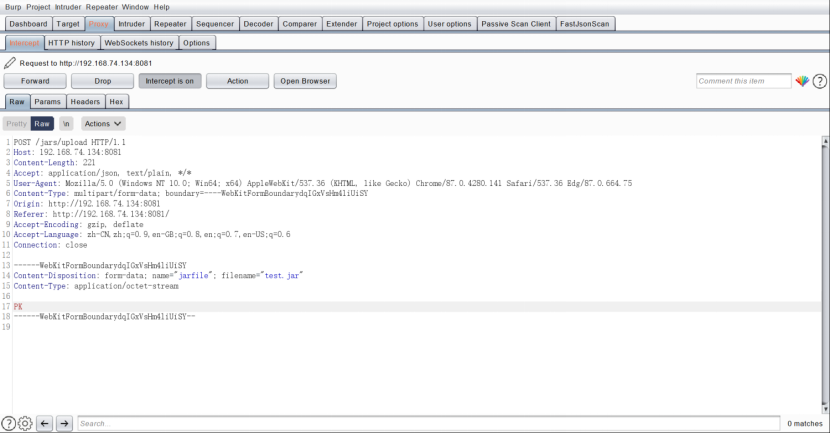 Burp Project Intruder Repeater Window Help
Dashboard Target Proxy Intruder Repeater Sequencer Decoder Comparer Extender Project options User options Passive Scan Client FastJsonScan
Intercept HTTP history WebSockets history Options
Request to http://192.168.74.134:8081
Forward Drop Intercept is on Action Open Browser Comment this item ?
Raw Params Headers Hex
Pretty Raw \n Actions
1 POST /jars/upload HTTP/1.1
2 Host: 192.168.74.134:8081
3 Content-Length: 221
4 Accept: application/json, text/plain, */*
5 User-Agent: Mozilla/5.0 (Windows NT 10.0; Win64; x64) AppleWebKit/537.36 (KHTML, like Gecko) Chrome/87.0.4280.141 Safari/537.36 Edg/87.0.664.75
6 Content-Type: multipart/form-data; boundary=----WebKitFormBoundarydqIGxVsHm4liUiSY
7 Origin: http://192.168.74.134:8081
8 Referer: http://192.168.74.134:8081/
9 Accept-Encoding: gzip, deflate
10 Accept-Language: zh-CN,zh;q=0.9,en-GB;q=0.8,en;q=0.7,en-US;q=0.6
11 Connection: close
12
13 ------WebKitFormBoundarydqIGxVsHm4liUiSY
14 Content-Disposition: form-data; name="jarfile"; filename="test.jar"
15 Content-Type: application/octet-stream
16
17 PK
18 ------WebKitFormBoundarydqIGxVsHm4liUiSY--
19
? Search... 0 matches